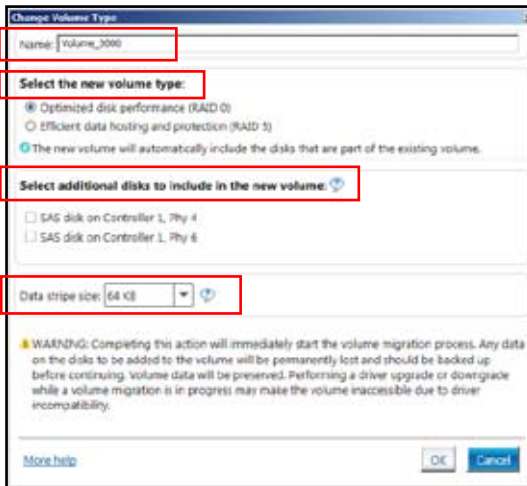 Change Volume Type
Name: Volume_3000
Select the new volume type:
Optimized disk performance (RAID 0)
Efficient data hosting and protection (RAID 5)
The new volume will automatically include the disks that are part of the existing volume.
Select additional disks to include in the new volume:
SAS disk on Controller 1, Phy 4
SAS disk on Controller 1, Phy 6
Data stripe size: 64 KB
WARNING: Completing this action will immediately start the volume migration process. Any data
on the disks to be added to the volume will be permanently lost and should be backed up
before continuing. Volume data will be preserved. Performing a driver upgrade or downgrade
while a volume migration is in progress may make the volume inaccessible due to driver
incompatibility.
More help
OK
Cancel